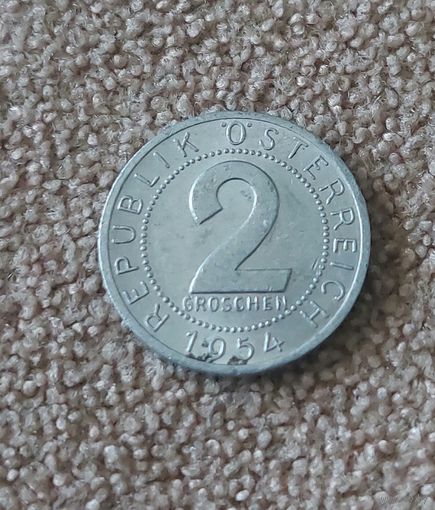 REPUBLIK ÖSTERREICH
2
GROSCHEN
1954